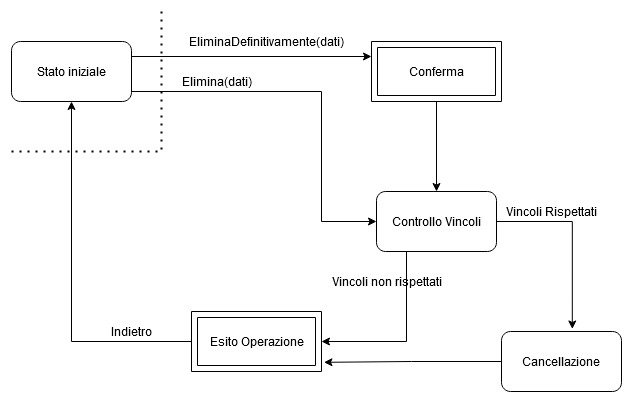 EliminaDefinitivamente(dati)
Stato iniziale
Conferma
Elimina(dati)
Vincoli Rispettati
Controllo Vincoli
Vincoli non rispettati
Indietro
Esito Operazione
Cancellazione